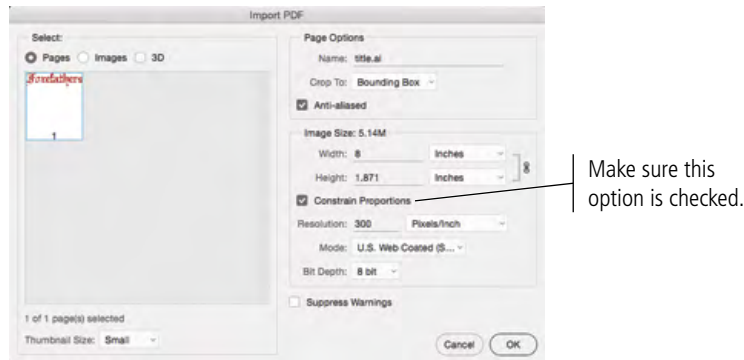 Import PDF
Select:
Pages Images 3D
Forefathers
1
1 of 1 page(s) selected
Thumbnail Size: Small
Page Options
Name: title.ai
Crop To: Bounding Box
Anti-aliased
Image Size: 5.14M
Width: 8 Inches
Height: 1.871 Inches
Constrain Proportions
Resolution: 300 Pixels/Inch
Mode: U.S. Web Coated (S...
Bit Depth: 8 bit
Suppress Warnings
Cancel OK
Make sure this
option is checked.